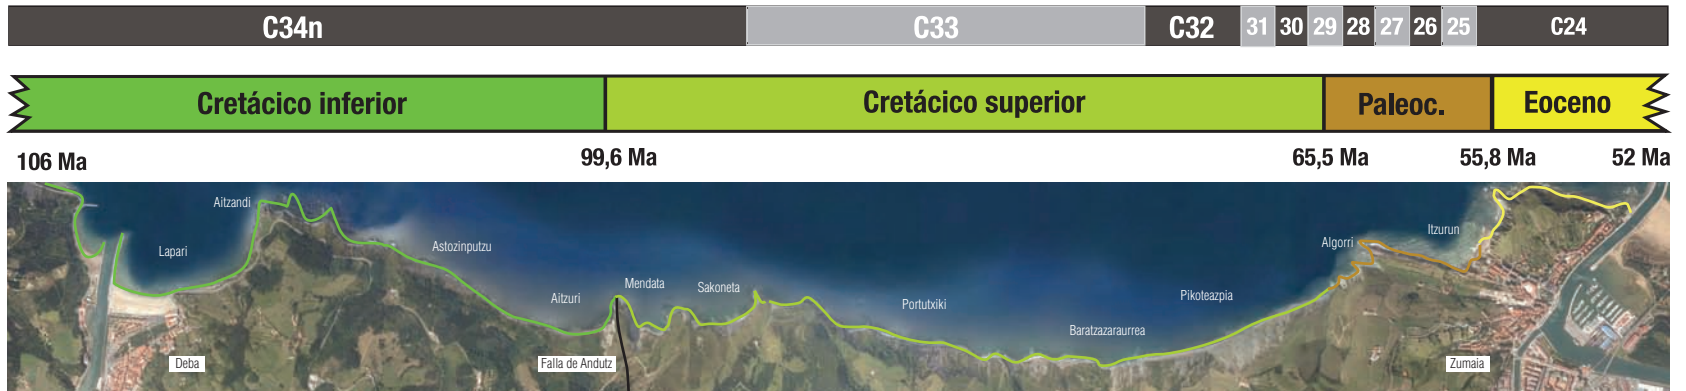 C34n C33 C32 31 30 29 28 27 26 25 C24
Cretácico inferior Cretácico superior Paleoc. Eoceno
106 Ma 99,6 Ma 65,5 Ma 55,8 Ma 52 Ma
Aitzandi
Lapari
Astozinputzu
Aitzuri
Mendata
Sakoneta
Portutxiki
Baratzazaraurrea
Pikoteazpia
Algorri
Itzurun
Deba
Falla de Andutz
Zumaia